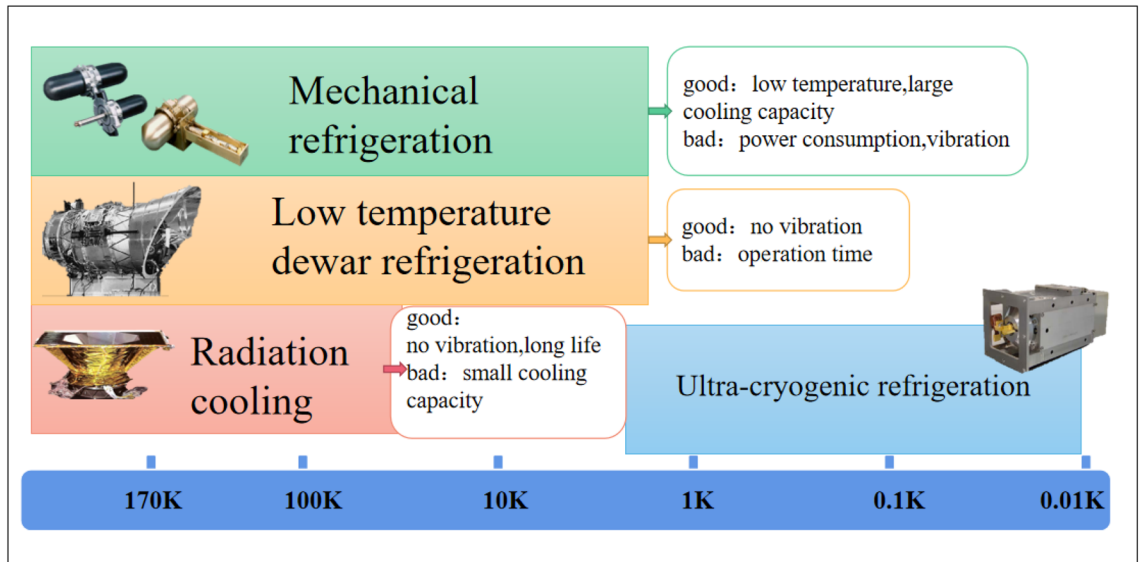 Mechanical
refrigeration
good：low temperature,large
cooling capacity
bad：power consumption,vibration
Low temperature
dewar refrigeration
good：no vibration
bad：operation time
Radiation
cooling
good：
no vibration,long life
bad：small cooling
capacity
Ultra-cryogenic refrigeration
170K 100K 10K 1K 0.1K 0.01K